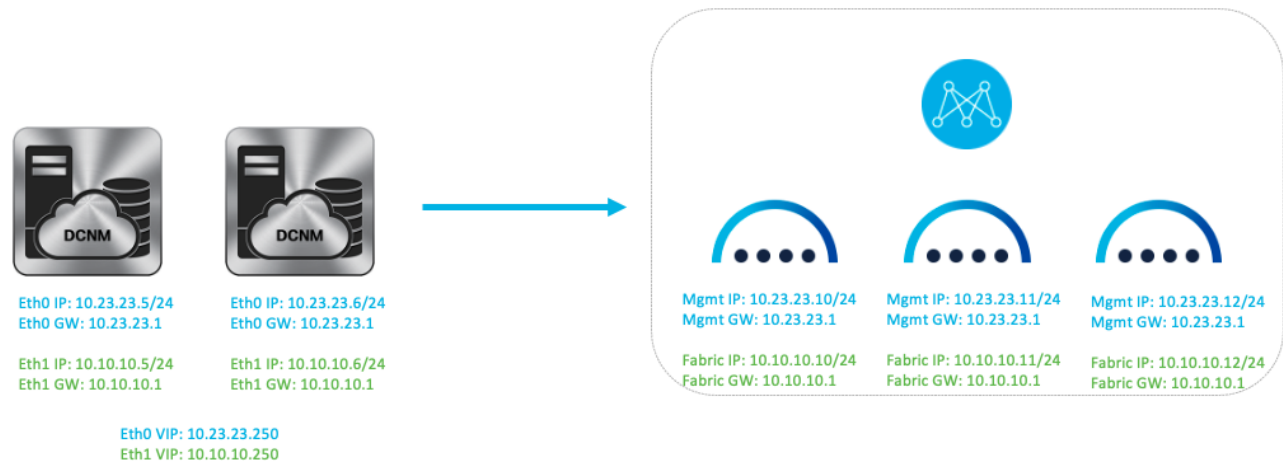 DCNM
DCNM
Eth0 IP: 10.23.23.5/24
Eth0 GW: 10.23.23.1
Eth1 IP: 10.10.10.5/24
Eth1 GW: 10.10.10.1
Eth0 IP: 10.23.23.6/24
Eth0 GW: 10.23.23.1
Eth1 IP: 10.10.10.6/24
Eth1 GW: 10.10.10.1
Eth0 VIP: 10.23.23.250
Eth1 VIP: 10.10.10.250
Mgmt IP: 10.23.23.10/24
Mgmt GW: 10.23.23.1
Fabric IP: 10.10.10.10/24
Fabric GW: 10.10.10.1
Mgmt IP: 10.23.23.11/24
Mgmt GW: 10.23.23.1
Fabric IP: 10.10.10.11/24
Fabric GW: 10.10.10.1
Mgmt IP: 10.23.23.12/24
Mgmt GW: 10.23.23.1
Fabric IP: 10.10.10.12/24
Fabric GW: 10.10.10.1